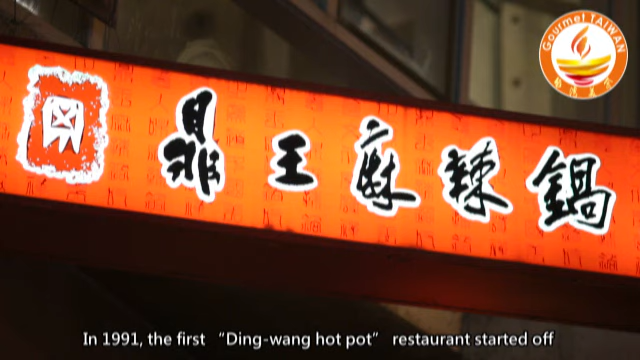 Gourmet TAIWAN
鼎王麻辣鍋
In 1991, the first “Ding-wang hot pot” restaurant started off